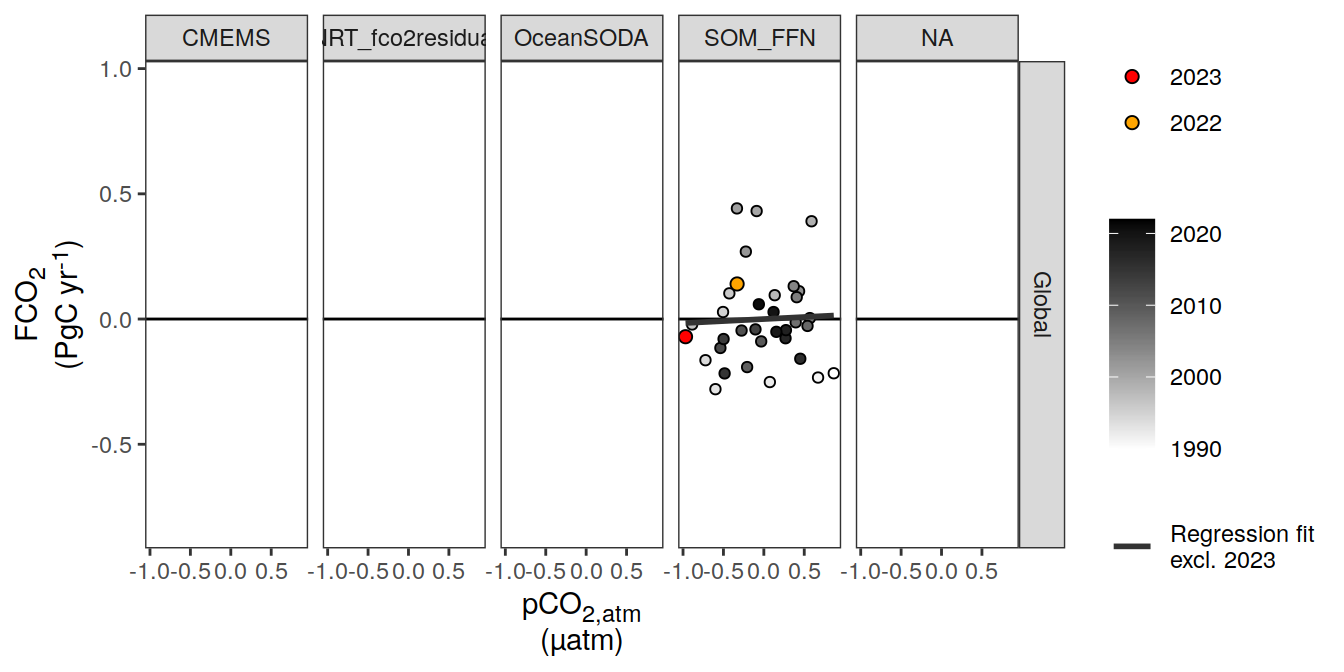 CMEMS NRT_fco2residua OceanSODA SOM_FFN NA
1.0
0.5
0.0
-0.5
FCO2
(PgC yr-1)
Global
-1.0 -0.5 0.0 0.5 -1.0 -0.5 0.0 0.5 -1.0 -0.5 0.0 0.5 -1.0 -0.5 0.0 0.5 -1.0 -0.5 0.0 0.5
pCO2,atm
(µatm)
2023
2022
2020
2010
2000
1990
Regression fit
excl. 2023